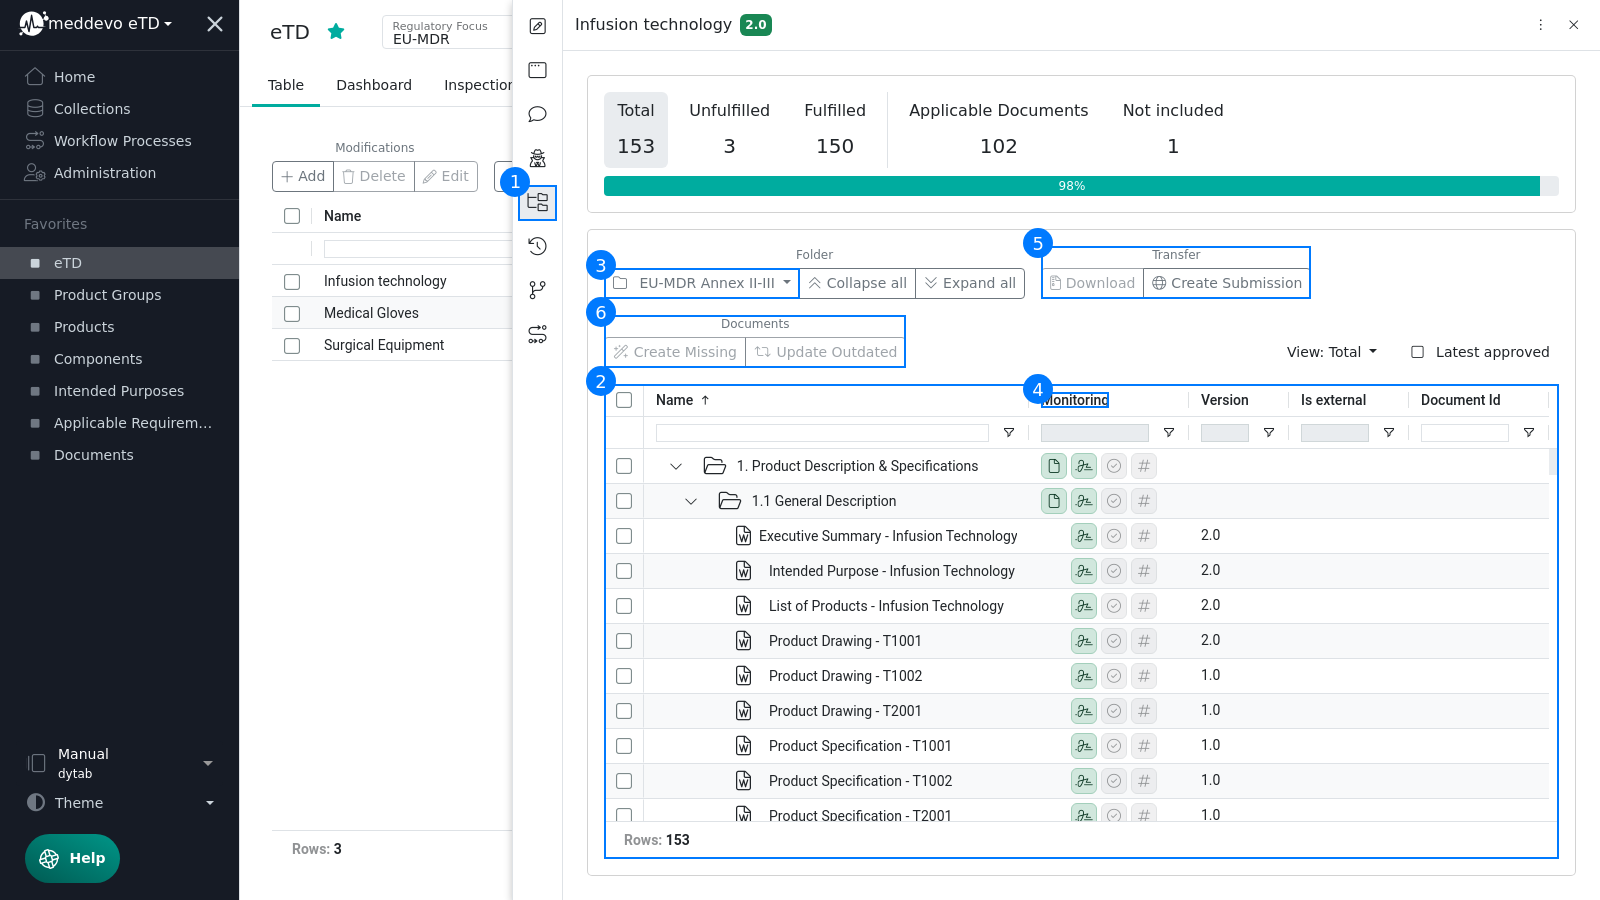 meddevo eTD
Home
Collections
Workflow Processes
Administration
Favorites
eTD
Product Groups
Products
Components
Intended Purposes
Applicable Requirem...
Documents
Manual
dytab
Theme
Help
eTD
Regulatory Focus
EU-MDR
Table Dashboard Inspection
Modifications
Add Delete Edit
Name
Infusion technology
Medical Gloves
Surgical Equipment
Rows: 3
1
Infusion technology 2.0
Total Unfulfilled Fulfilled Applicable Documents Not included
153 3 150 102 1
98%
3 Folder 5 Transfer
EU-MDR Annex II-III Collapse all Expand all Download Create Submission
6 Documents
Create Missing Update Outdated View: Total Latest approved
2 4
Name Monitoring Version Is external Document Id
1. Product Description & Specifications #
1.1 General Description #
Executive Summary - Infusion Technology # 2.0
Intended Purpose - Infusion Technology # 2.0
List of Products - Infusion Technology # 2.0
Product Drawing - T1001 # 2.0
Product Drawing - T1002 # 1.0
Product Drawing - T2001 # 1.0
Product Specification - T1001 # 1.0
Product Specification - T1002 # 1.0
Product Specification - T2001 # 1.0
Rows: 153